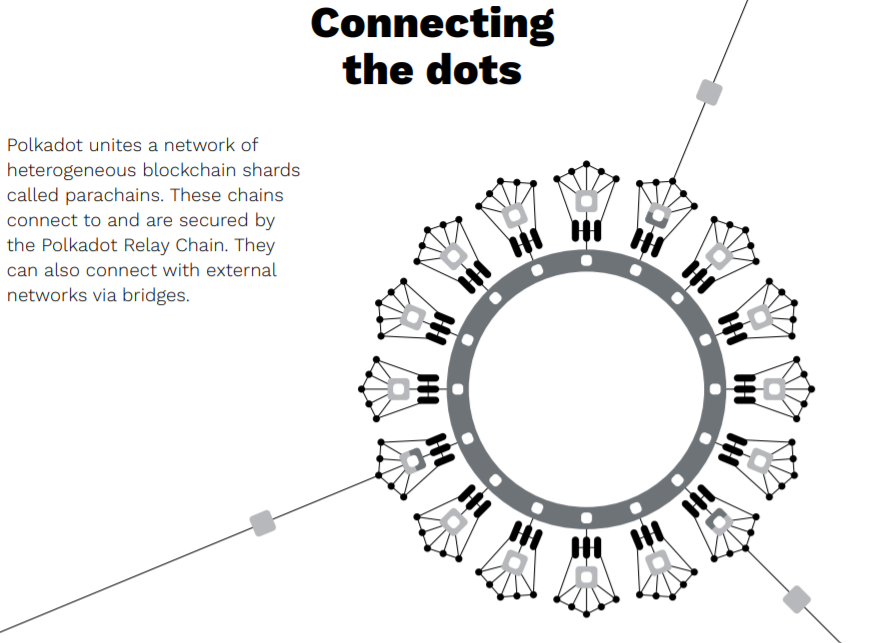 Connecting
the dots
Polkadot unites a network of
heterogeneous blockchain shards
called parachains. These chains
connect to and are secured by
the Polkadot Relay Chain. They
can also connect with external
networks via bridges.